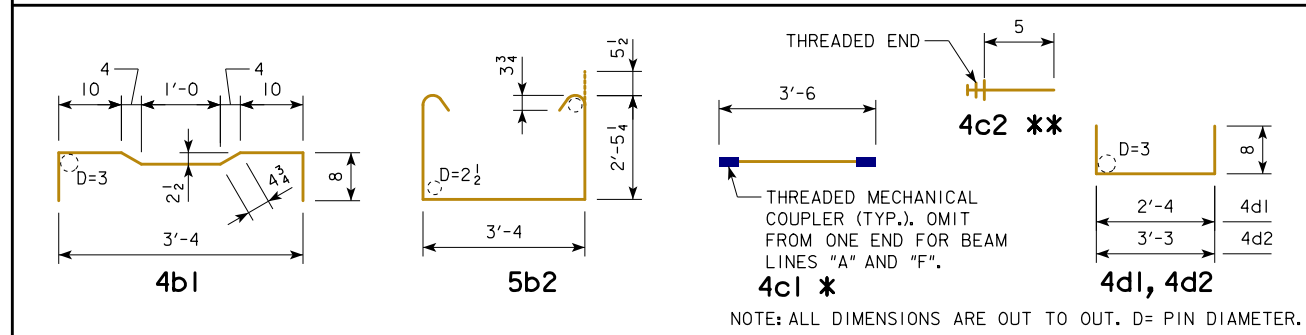 4
4
10
1'-0
10
D=3
2 1/2
4 3/4
8
3'-4
4b1
3 3/4
5 1/2
2'-5 1/4
D=2 1/2
3'-4
5b2
3'-6
THREADED MECHANICAL
COUPLER (TYP.). OMIT
FROM ONE END FOR BEAM
LINES "A" AND "F".
4c1 *
THREADED END
5
4c2 **
D=3
8
2'-4 4d1
3'-3 4d2
4d1, 4d2
NOTE: ALL DIMENSIONS ARE OUT TO OUT. D= PIN DIAMETER.